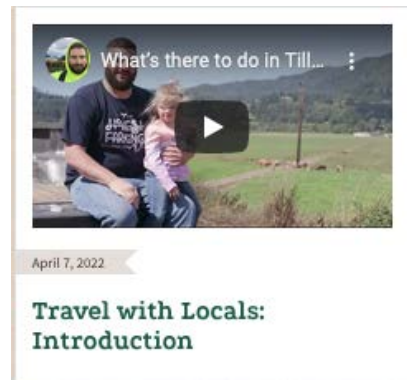 What's there to do in Till...
April 7, 2022
Travel with Locals:
Introduction